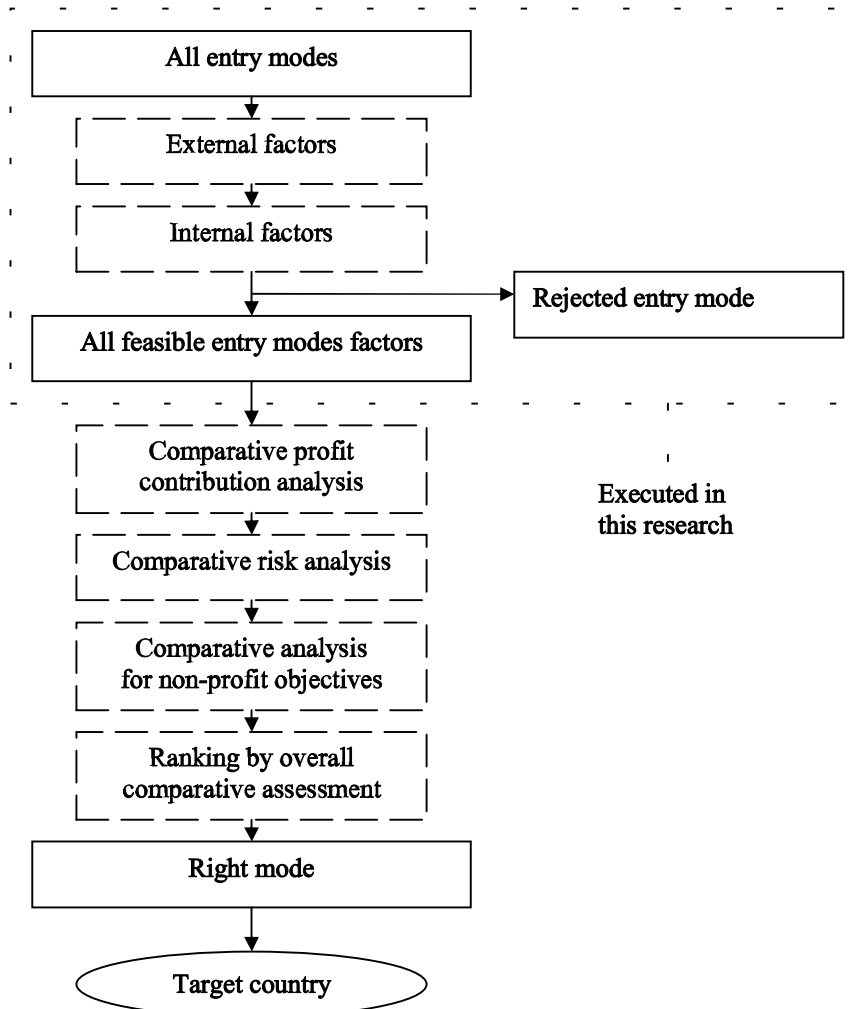 All entry modes
External factors
Internal factors
Rejected entry mode
All feasible entry modes factors
Comparative profit
contribution analysis
Executed in
this research
Comparative risk analysis
Comparative analysis
for non-profit objectives
Ranking by overall
comparative assessment
Right mode
Target country